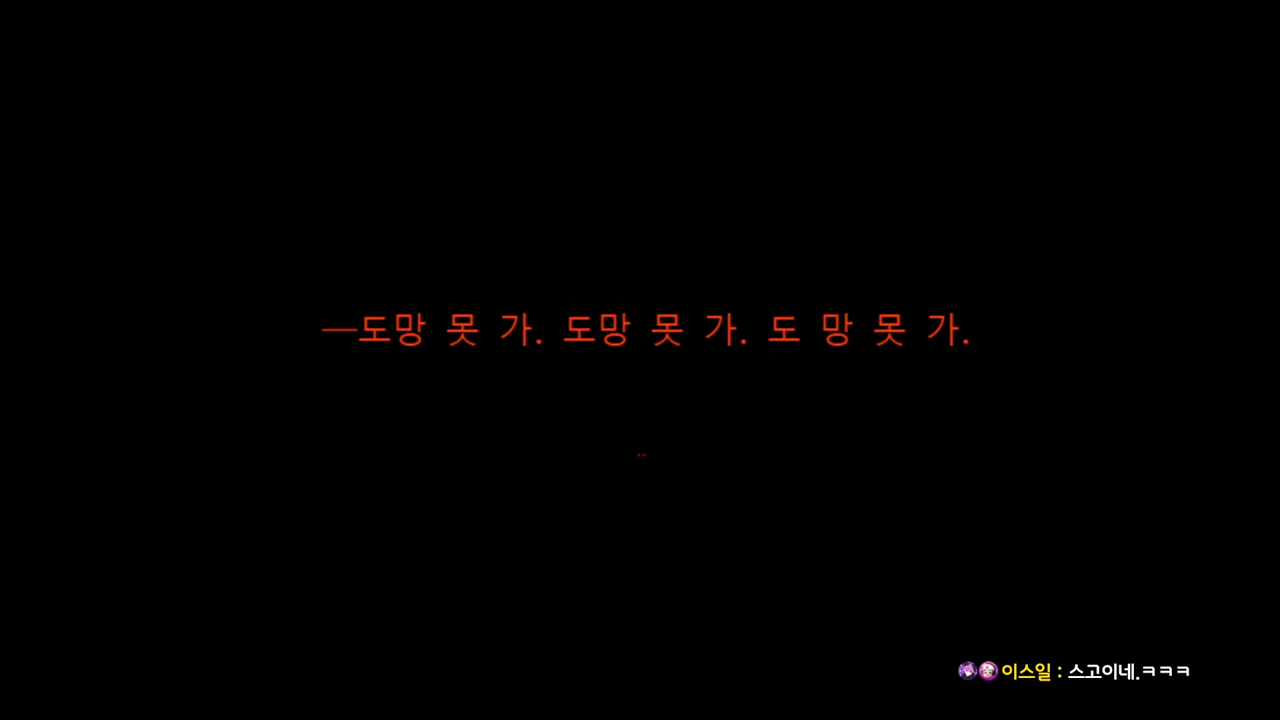 —도망 못 가. 도망 못 가. 도 망 못 가.
이스일 : 스고이네.ㅋㅋㅋ